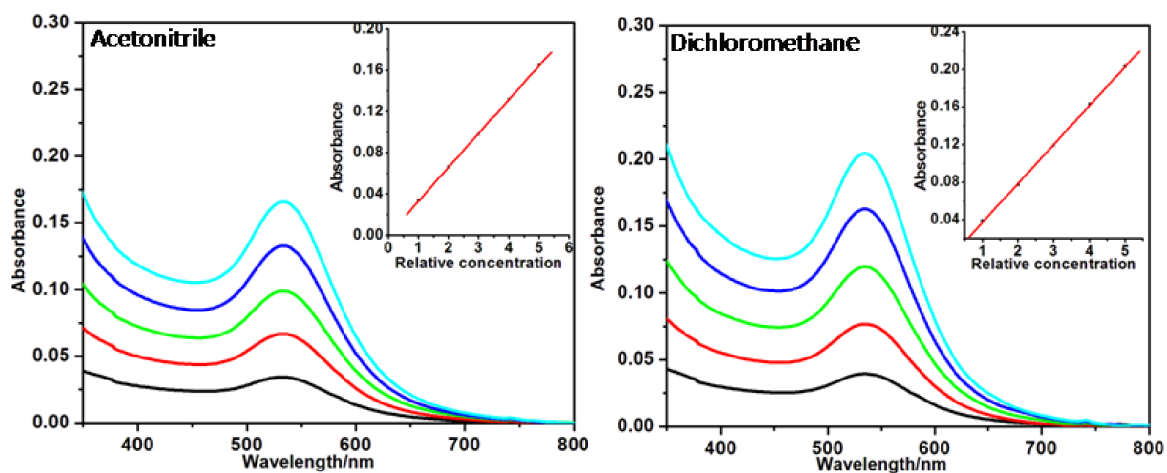 Acetonitrile
0.30
0.25
0.20
0.15
0.10
0.05
0.00
Absorbance
400 500 600 700 800
Wavelength/nm
0.20
0.16
0.12
0.08
0.04
0.00
Absorbance
0 1 2 3 4 5 6
Relative concentration
Dichloromethane
0.30
0.25
0.20
0.15
0.10
0.05
0.00
Absorbance
400 500 600 700 800
Wavelength/nm
0.24
0.20
0.16
0.12
0.08
0.04
Absorbance
1 2 3 4 5
Relative concentration